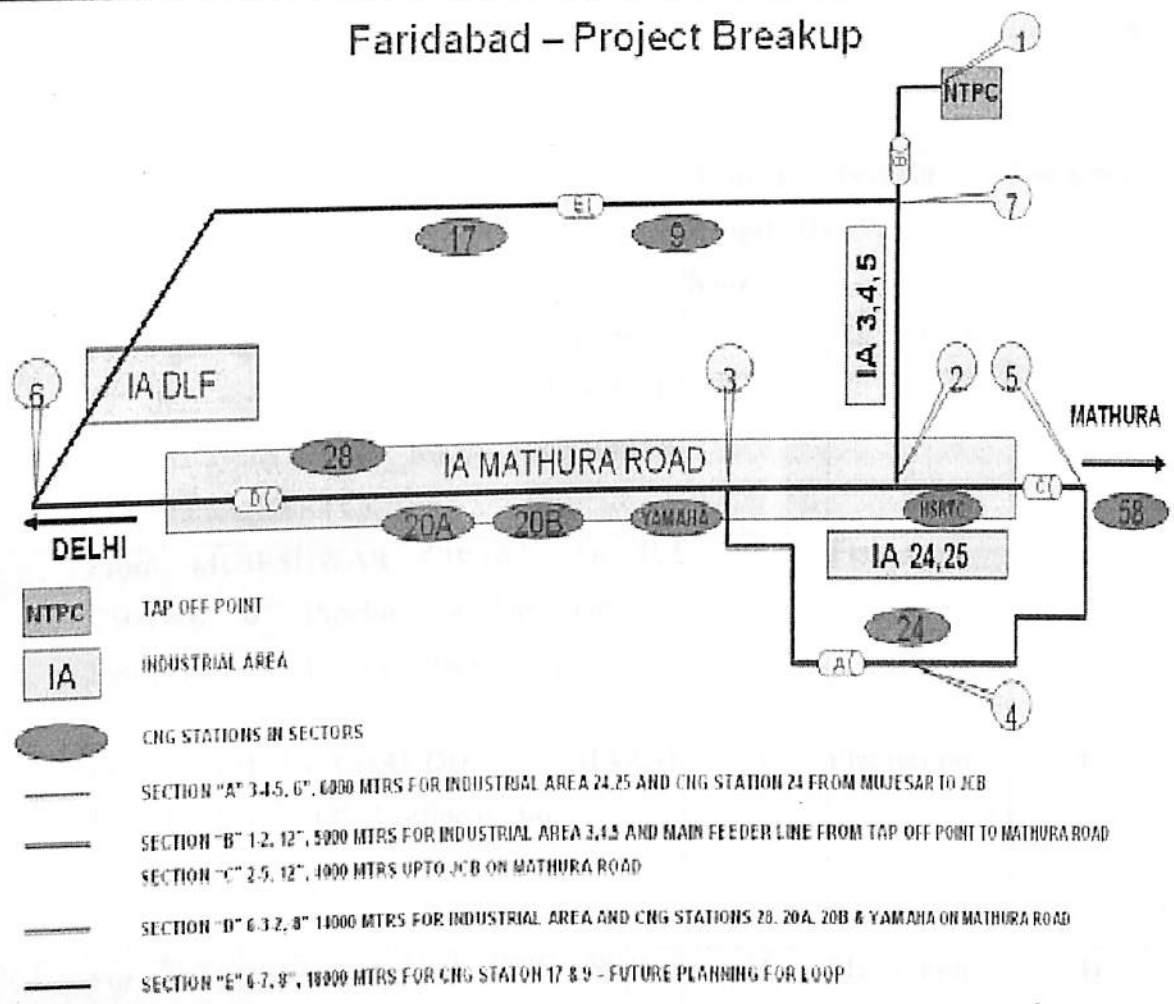 Faridabad – Project Breakup
1
NTPC
B
7
E
17
9
IA 3,4,5
6
IA DLF
3
2
5
MATHURA
28
IA MATHURA ROAD
D
C
20A
20B
YAMAHA
HSRTC
58
DELHI
IA 24,25
24
A
4
NTPC TAP OFF POINT
IA INDUSTRIAL AREA
CNG STATIONS IN SECTORS
SECTION "A" 3-4-5, 6", 6000 MTRS FOR INDUSTRIAL AREA 24,25 AND CNG STATION 24 FROM MUJESAR TO JCB
SECTION "B" 1-2, 12", 5000 MTRS FOR INDUSTRIAL AREA 3,4,5 AND MAIN FEEDER LINE FROM TAP OFF POINT TO MATHURA ROAD
SECTION "C" 2-5, 12", 4000 MTRS UPTO JCB ON MATHURA ROAD
SECTION "D" 6-3-2, 8" 14000 MTRS FOR INDUSTRIAL AREA AND CNG STATIONS 28, 20A, 20B & YAMAHA ON MATHURA ROAD
SECTION "E" 6-7, 8", 18000 MTRS FOR CNG STATON 17 & 9 – FUTURE PLANNING FOR LOOP